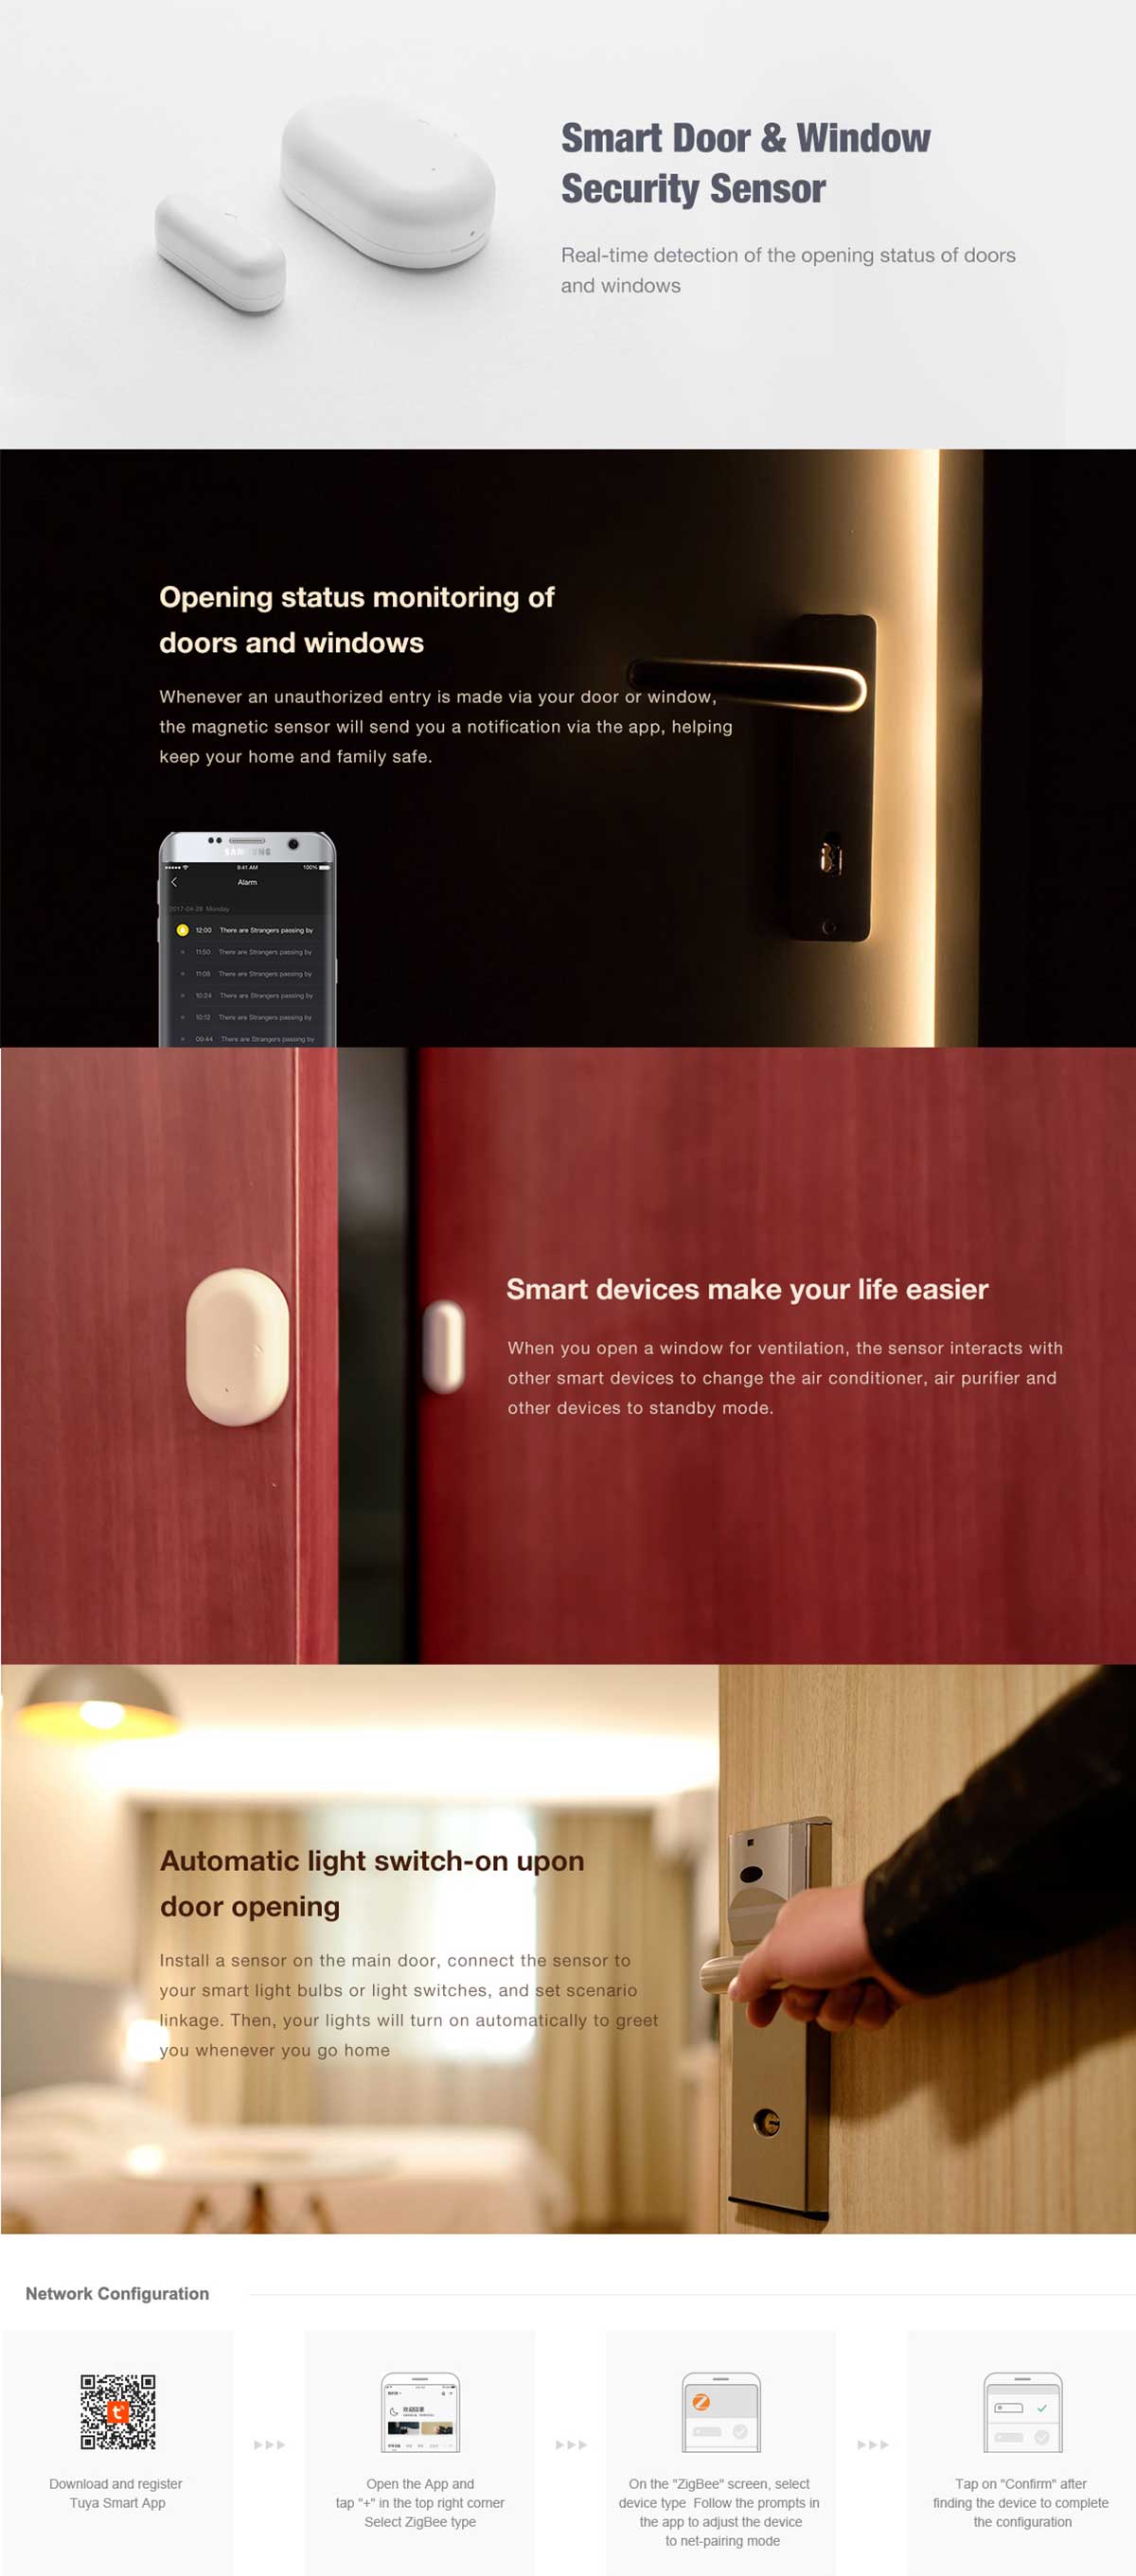 Smart Door & Window
Security Sensor
Real-time detection of the opening status of doors
and windows
Opening status monitoring of
doors and windows
Whenever an unauthorized entry is made via your door or window,
the magnetic sensor will send you a notification via the app, helping
keep your home and family safe.
9:41 AM 100%
Alarm
2017-04-28 Monday
12:00 There are Strangers passing by
11:50 There are Strangers passing by
11:08 There are Strangers passing by
10:24 There are Strangers passing by
10:12 There are Strangers passing by
09:44 There are Strangers passing by
Smart devices make your life easier
When you open a window for ventilation, the sensor interacts with
other smart devices to change the air conditioner, air purifier and
other devices to standby mode.
Automatic light switch-on upon
door opening
Install a sensor on the main door, connect the sensor to
your smart light bulbs or light switches, and set scenario
linkage. Then, your lights will turn on automatically to greet
you whenever you go home
Network Configuration
Download and register
Tuya Smart App
Open the App and
tap "+" in the top right corner
Select ZigBee type
On the "ZigBee" screen, select
device type Follow the prompts in
the app to adjust the device
to net-pairing mode
Tap on "Confirm" after
finding the device to complete
the configuration